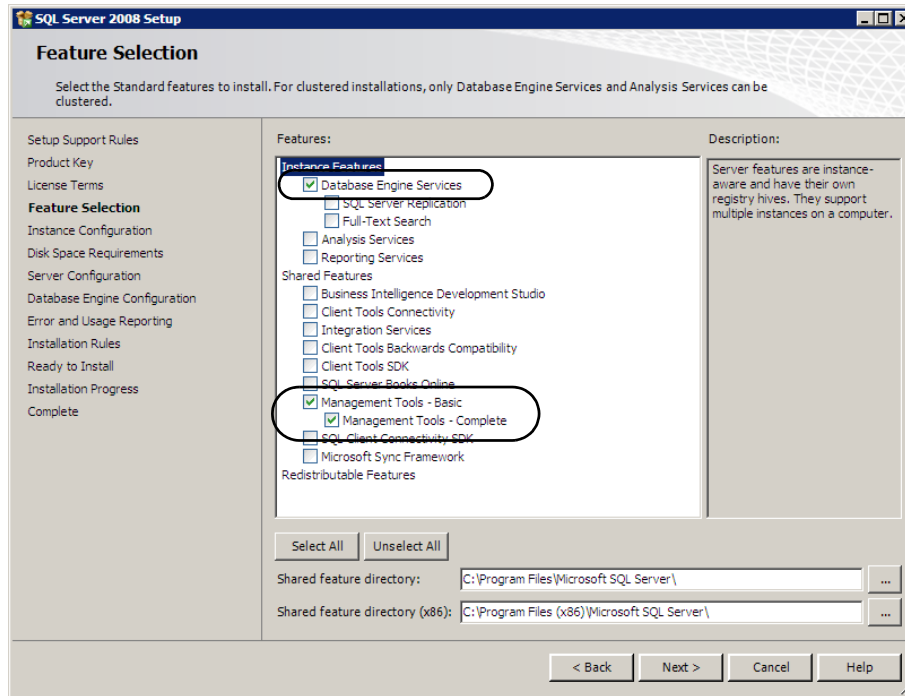 SQL Server 2008 Setup
Feature Selection
Select the Standard features to install. For clustered installations, only Database Engine Services and Analysis Services can be
clustered.
Setup Support Rules
Product Key
License Terms
Feature Selection
Instance Configuration
Disk Space Requirements
Server Configuration
Database Engine Configuration
Error and Usage Reporting
Installation Rules
Ready to Install
Installation Progress
Complete
Features:
Instance Features
Database Engine Services
SQL Server Replication
Full-Text Search
Analysis Services
Reporting Services
Shared Features
Business Intelligence Development Studio
Client Tools Connectivity
Integration Services
Client Tools Backwards Compatibility
Client Tools SDK
SQL Server Books Online
Management Tools - Basic
Management Tools - Complete
SQL Client Connectivity SDK
Microsoft Sync Framework
Redistributable Features
Description:
Server features are instance-
aware and have their own
registry hives. They support
multiple instances on a computer.
Select All
Unselect All
Shared feature directory:
C:\Program Files\Microsoft SQL Server\
...
Shared feature directory (x86):
C:\Program Files (x86)\Microsoft SQL Server\
...
< Back
Next >
Cancel
Help